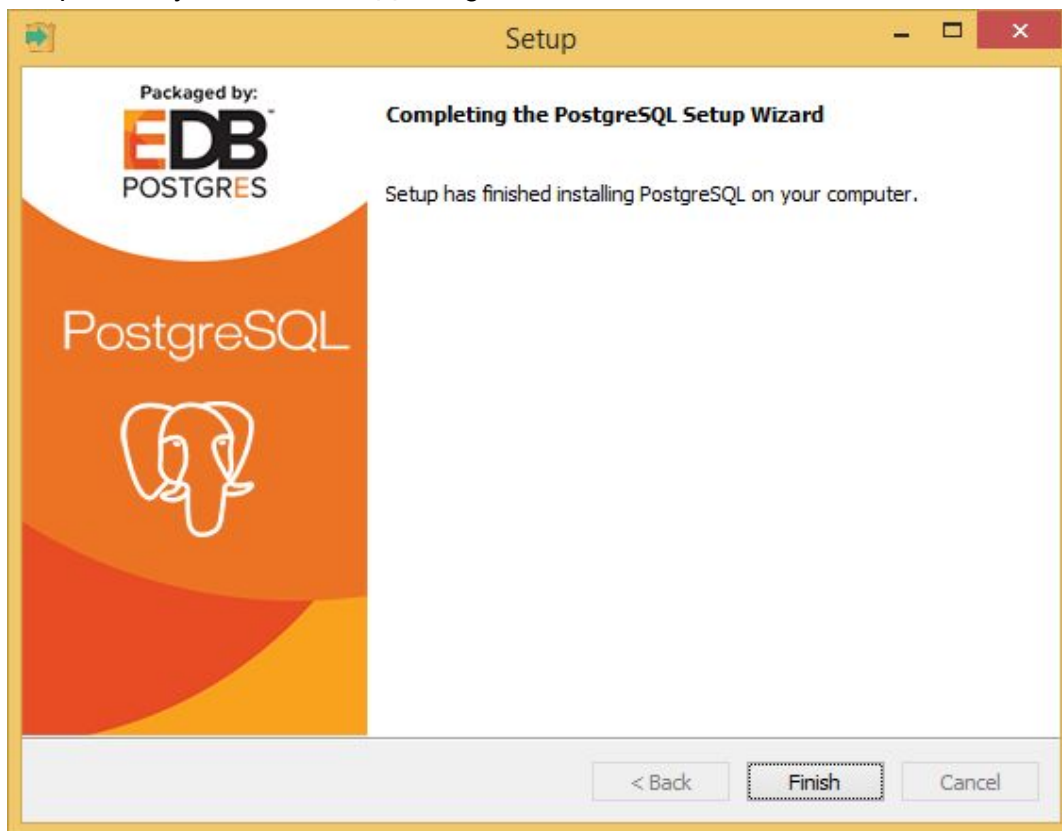 Setup
Packaged by:
EDB™
POSTGRES
Completing the PostgreSQL Setup Wizard
Setup has finished installing PostgreSQL on your computer.
PostgreSQL
< Back
Finish
Cancel